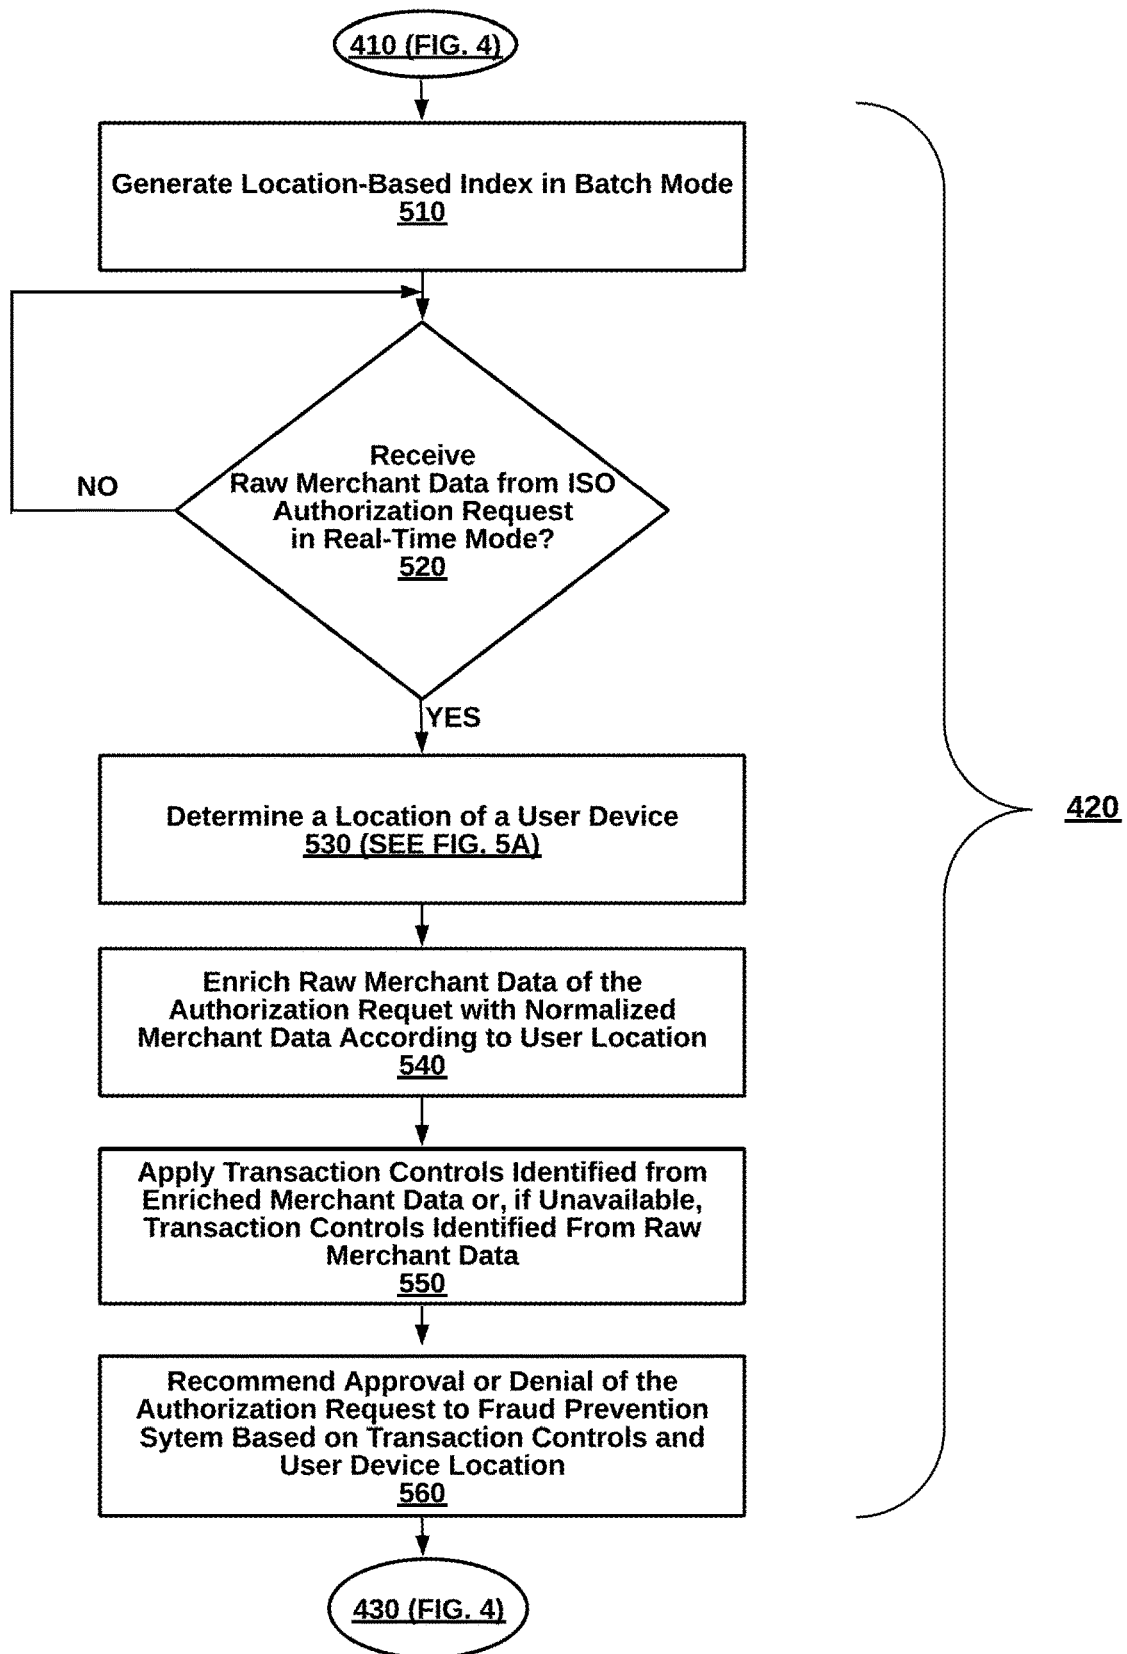 410 (FIG. 4)
Generate Location-Based Index in Batch Mode
510
Receive
Raw Merchant Data from ISO
Authorization Request
in Real-Time Mode?
520
NO
YES
Determine a Location of a User Device
530 (SEE FIG. 5A)
420
Enrich Raw Merchant Data of the
Authorization Requet with Normalized
Merchant Data According to User Location
540
Apply Transaction Controls Identified from
Enriched Merchant Data or, if Unavailable,
Transaction Controls Identified From Raw
Merchant Data
550
Recommend Approval or Denial of the
Authorization Request to Fraud Prevention
Sytem Based on Transaction Controls and
User Device Location
560
430 (FIG. 4)